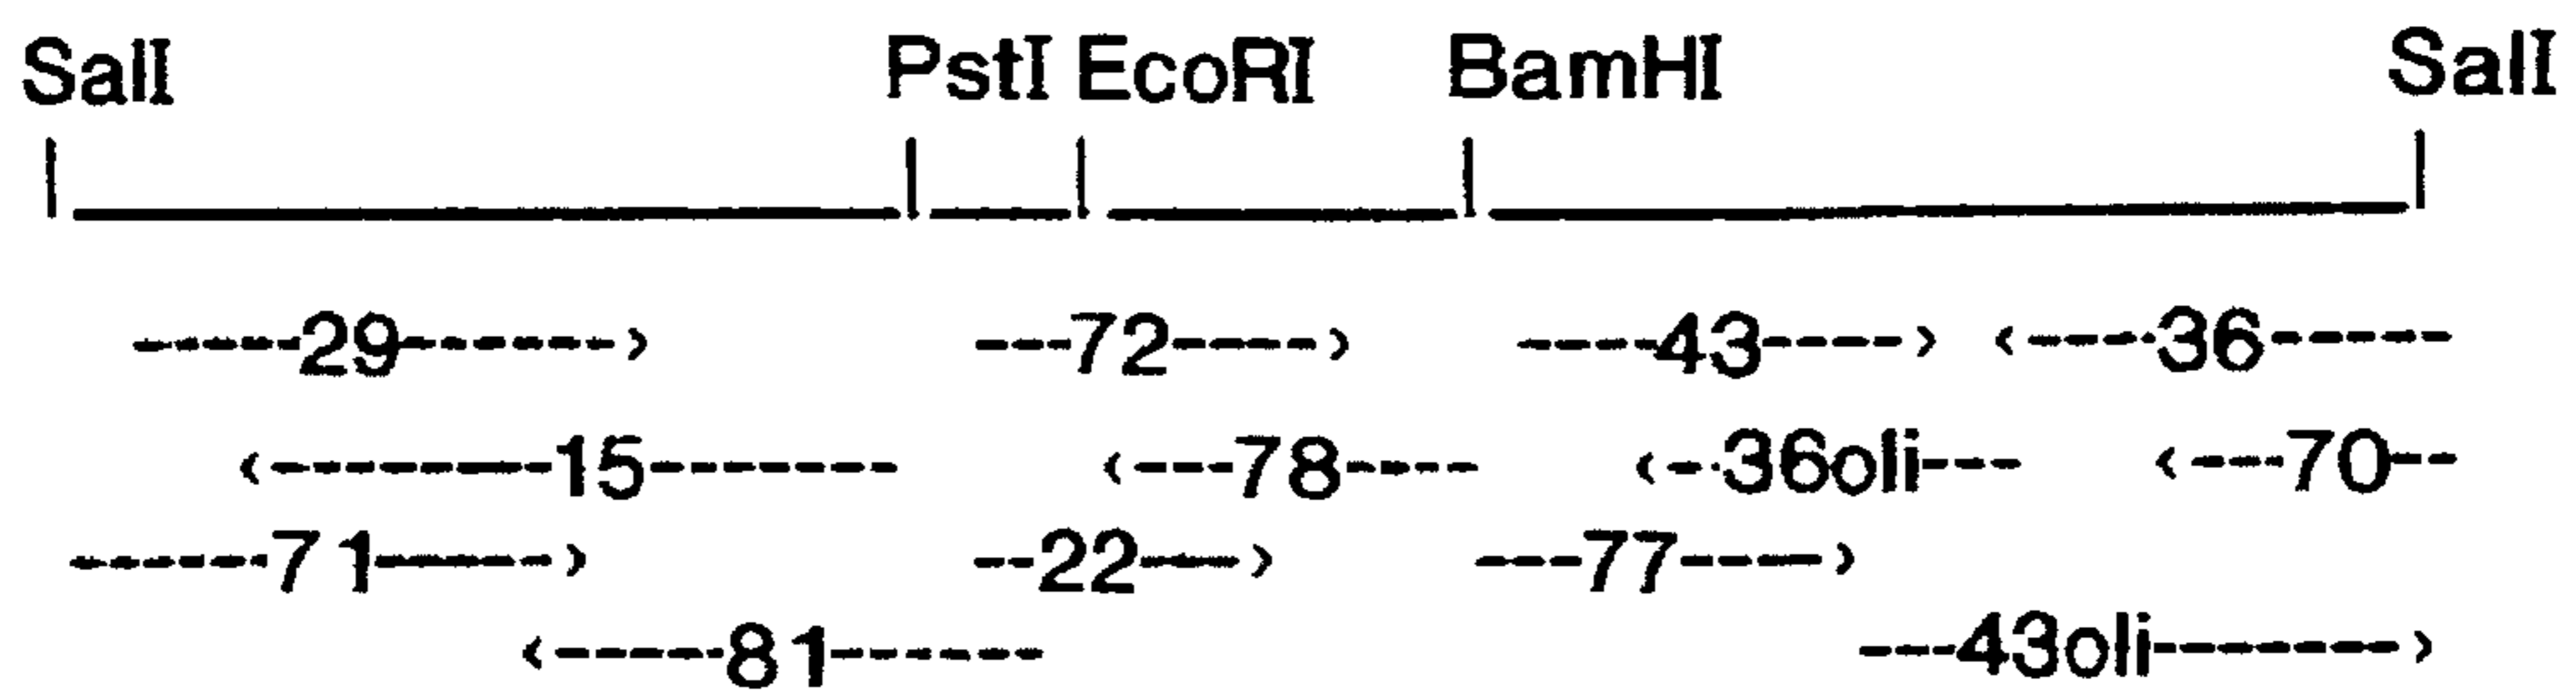 SalI PstI EcoRI BamHI SalI
-----29-------> ---72-----> -----43-----> <-----36------
<---------15------- <----78---- <--36oli--- <----70--
------71------> --22----> ---77-----> 
<------81------ ---43oli-------->